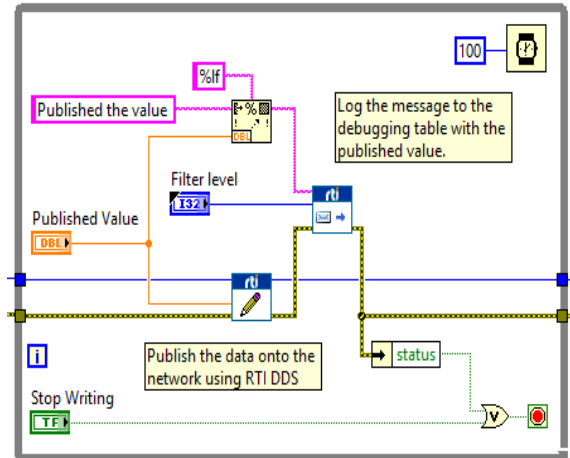 100
%lf
Published the value
Log the message to the
debugging table with the
published value.
DBL
Filter level
I32
rti
Published Value
DBL
rti
i
Publish the data onto the
network using RTI DDS
status
Stop Writing
TF
V